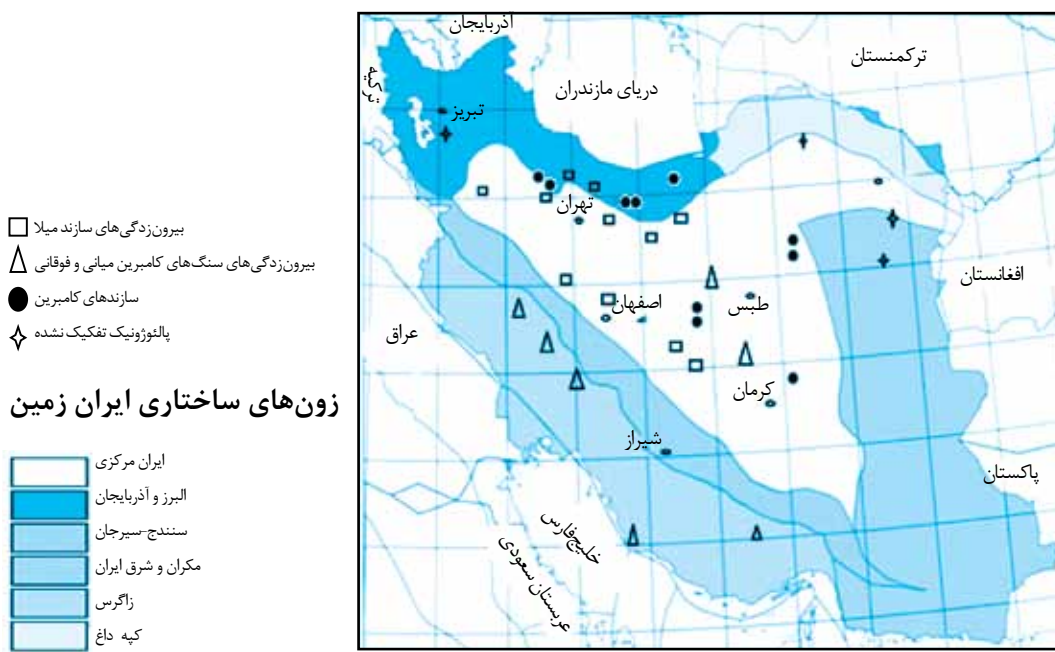 آذربایجان
ترکیه
ترکمنستان
دریای مازندران
تبریز
تهران
افغانستان
طبس
اصفهان
عراق
کرمان
شیراز
پاکستان
خلیج‌فارس
عربستان سعودی
بیرون‌زدگی‌های سازند میلا
بیرون‌زدگی‌های سنگ‌های کامبرین میانی و فوقانی
سازندهای کامبرین
پالئوژونیک تفکیک نشده
زون‌های ساختاری ایران زمین
ایران مرکزی
البرز و آذربایجان
سنندج-سیرجان
مکران و شرق ایران
زاگرس
کپه داغ